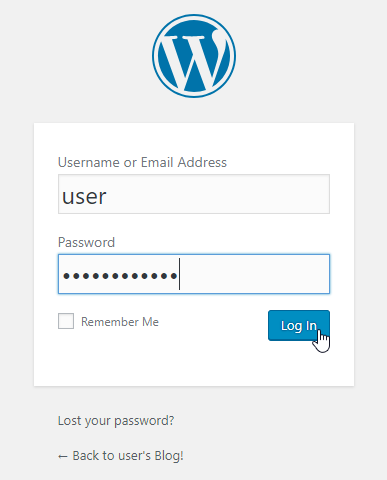 Username or Email Address
user
Password
••••••••••••
Remember Me
Log In
Lost your password?
← Back to user's Blog!